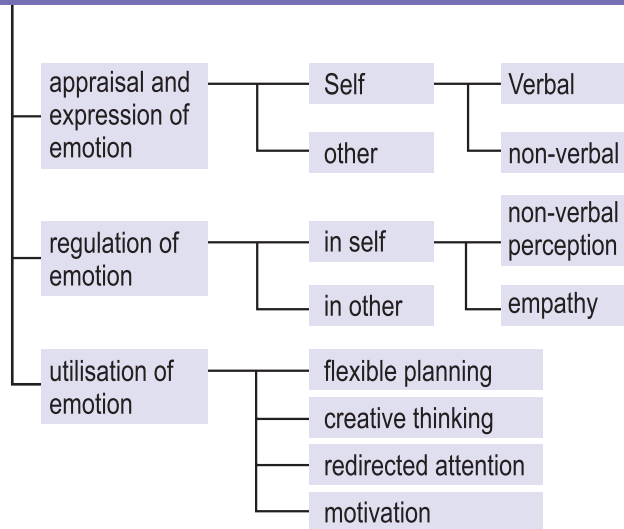 appraisal and
expression of
emotion
Self
Verbal
other
non-verbal
regulation of
emotion
in self
non-verbal
perception
in other
empathy
utilisation of
emotion
flexible planning
creative thinking
redirected attention
motivation